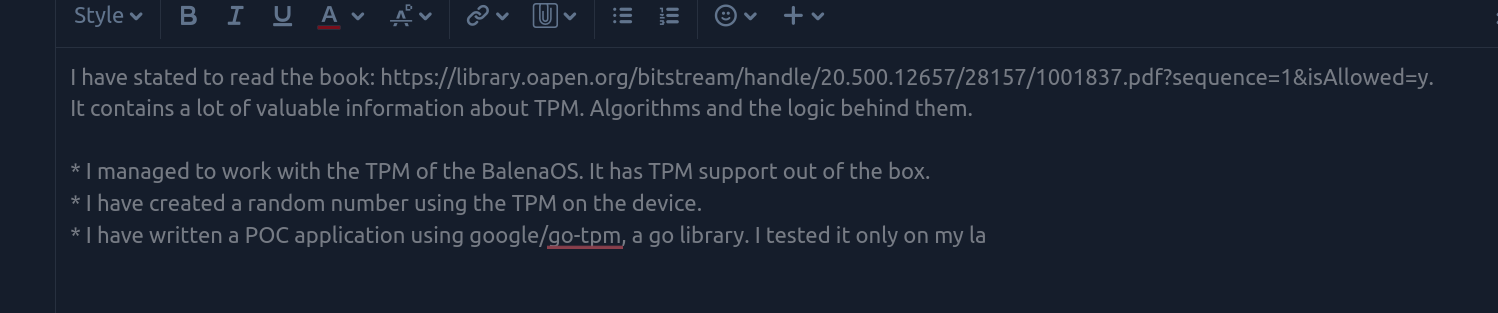 Style B I U A
I have stated to read the book: https://library.oapen.org/bitstream/handle/20.500.12657/28157/1001837.pdf?sequence=1&isAllowed=y.
It contains a lot of valuable information about TPM. Algorithms and the logic behind them.
* I managed to work with the TPM of the BalenaOS. It has TPM support out of the box.
* I have created a random number using the TPM on the device.
* I have written a POC application using google/go-tpm, a go library. I tested it only on my la